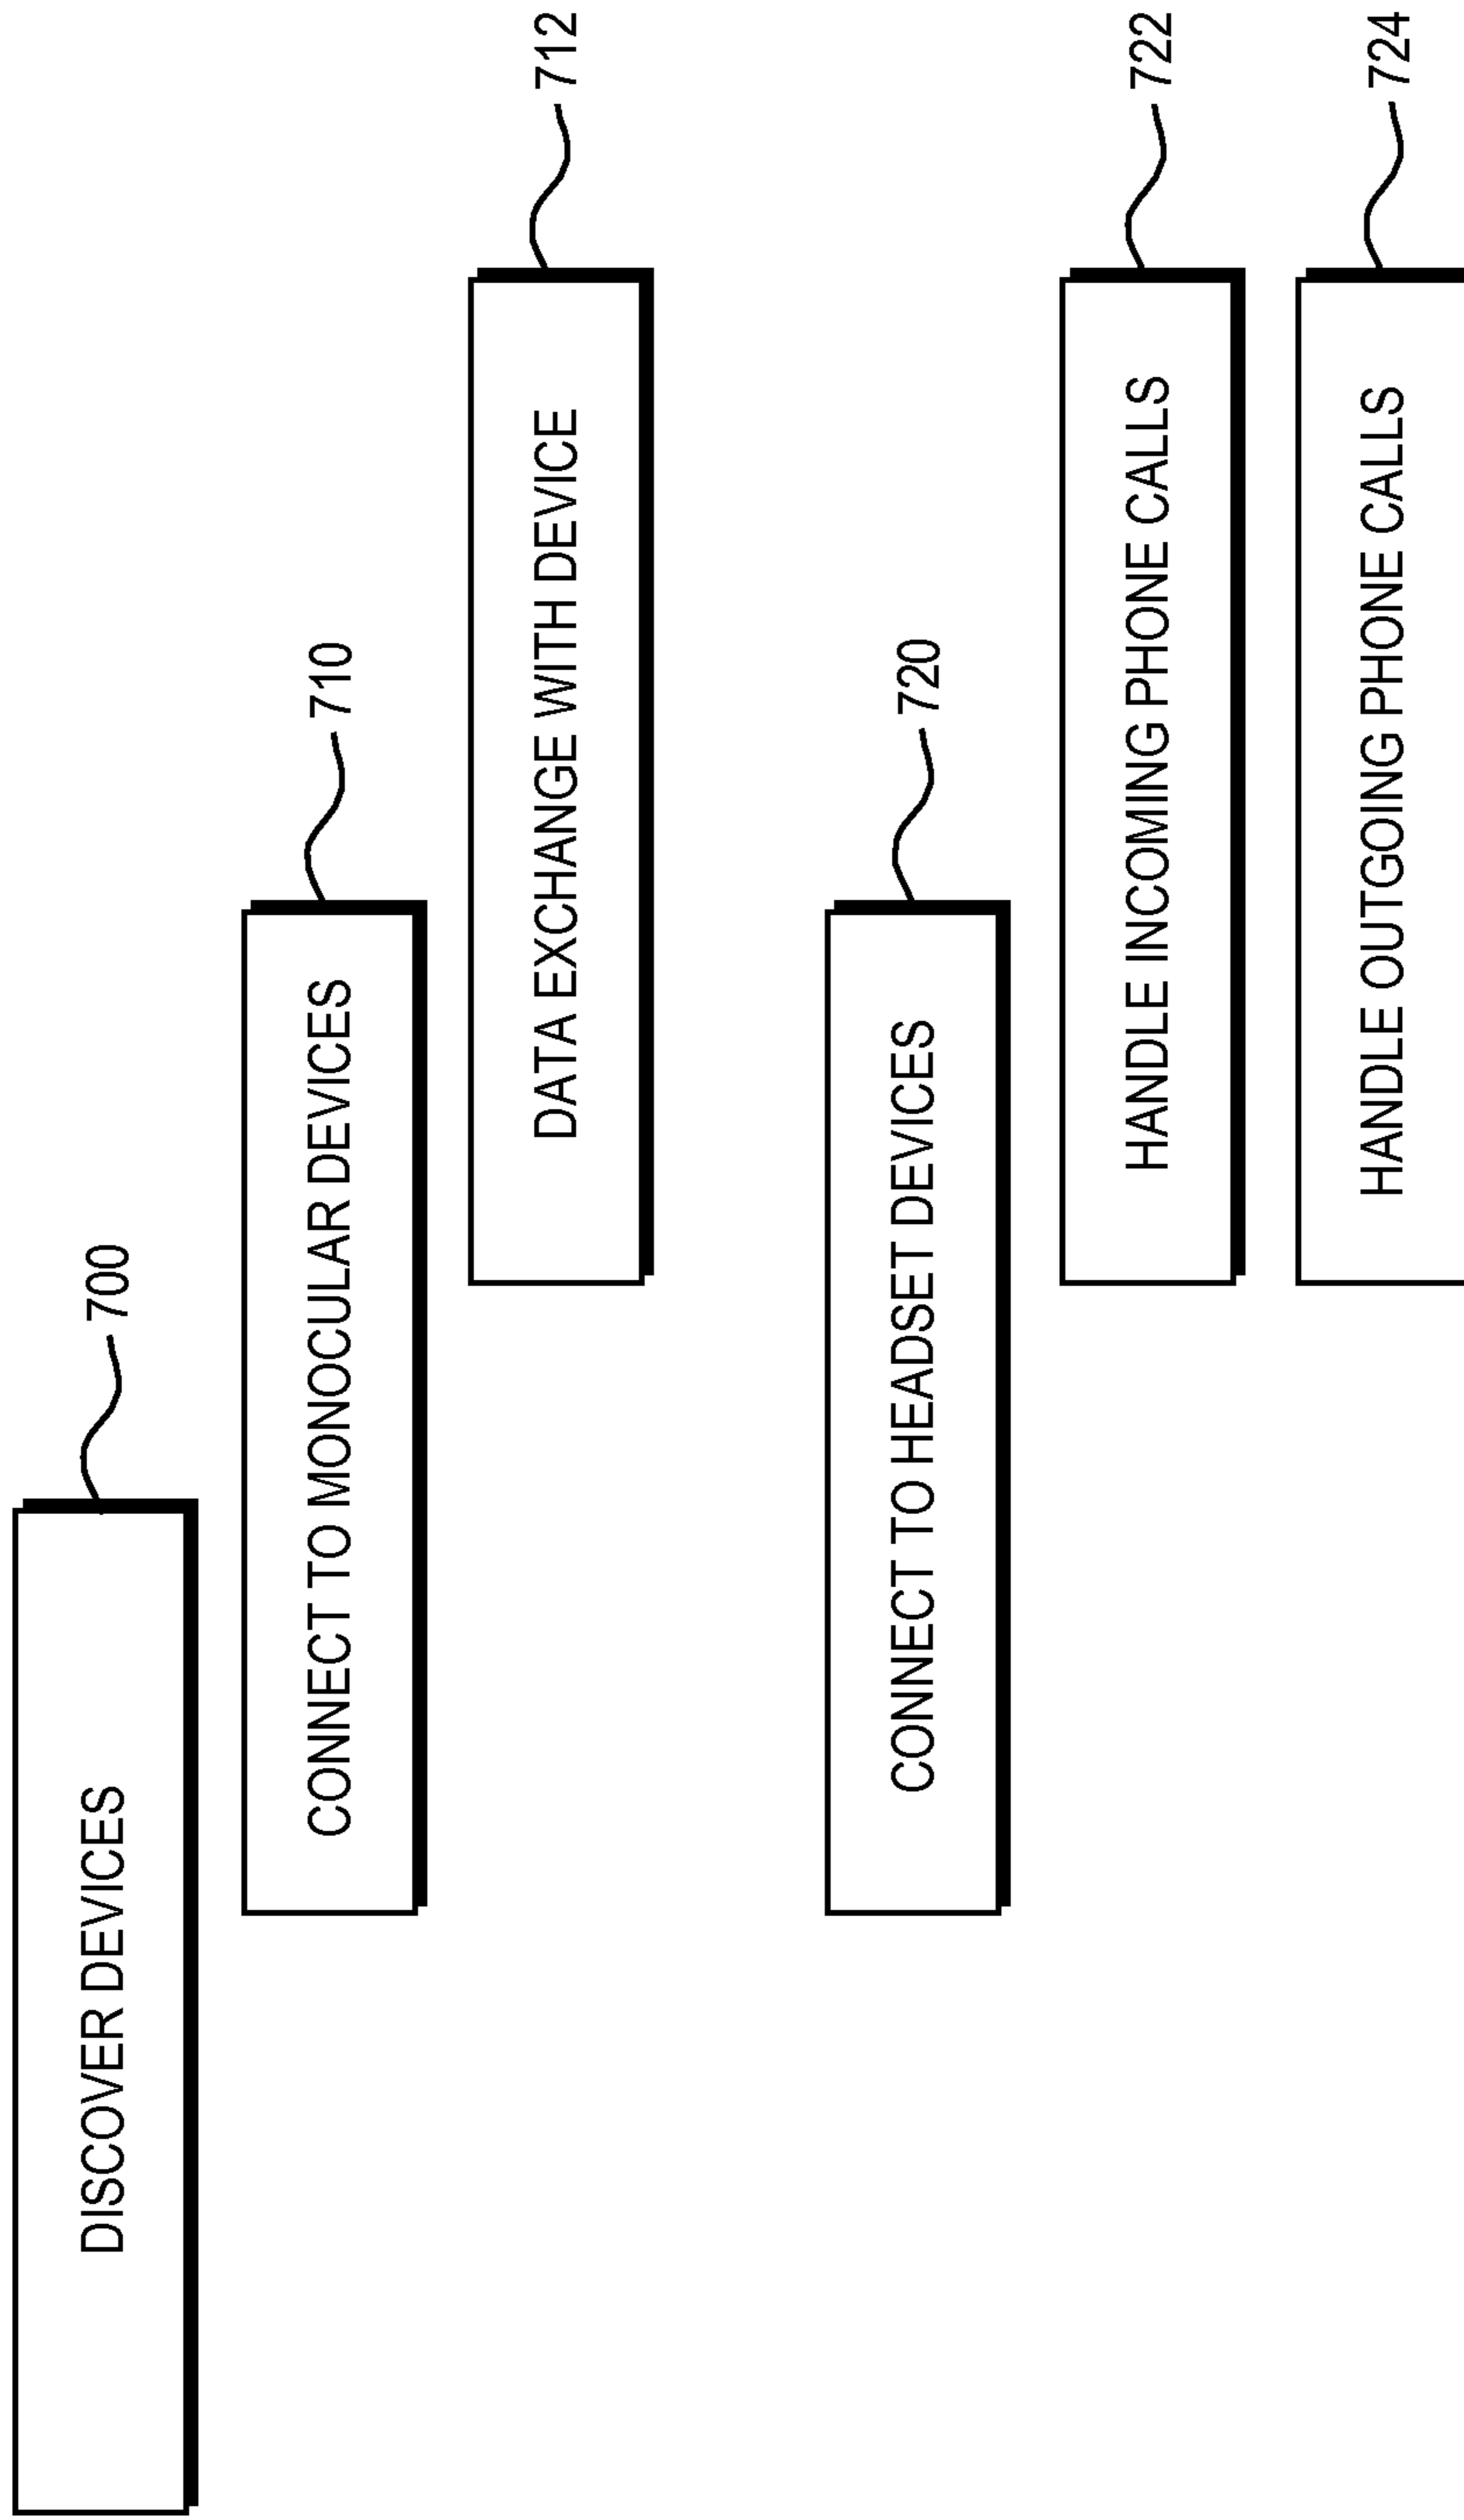 DISCOVER DEVICES
700
CONNECT TO MONOCULAR DEVICES
710
DATA EXCHANGE WITH DEVICE
712
CONNECT TO HEADSET DEVICES
720
HANDLE INCOMING PHONE CALLS
722
HANDLE OUTGOING PHONE CALLS
724